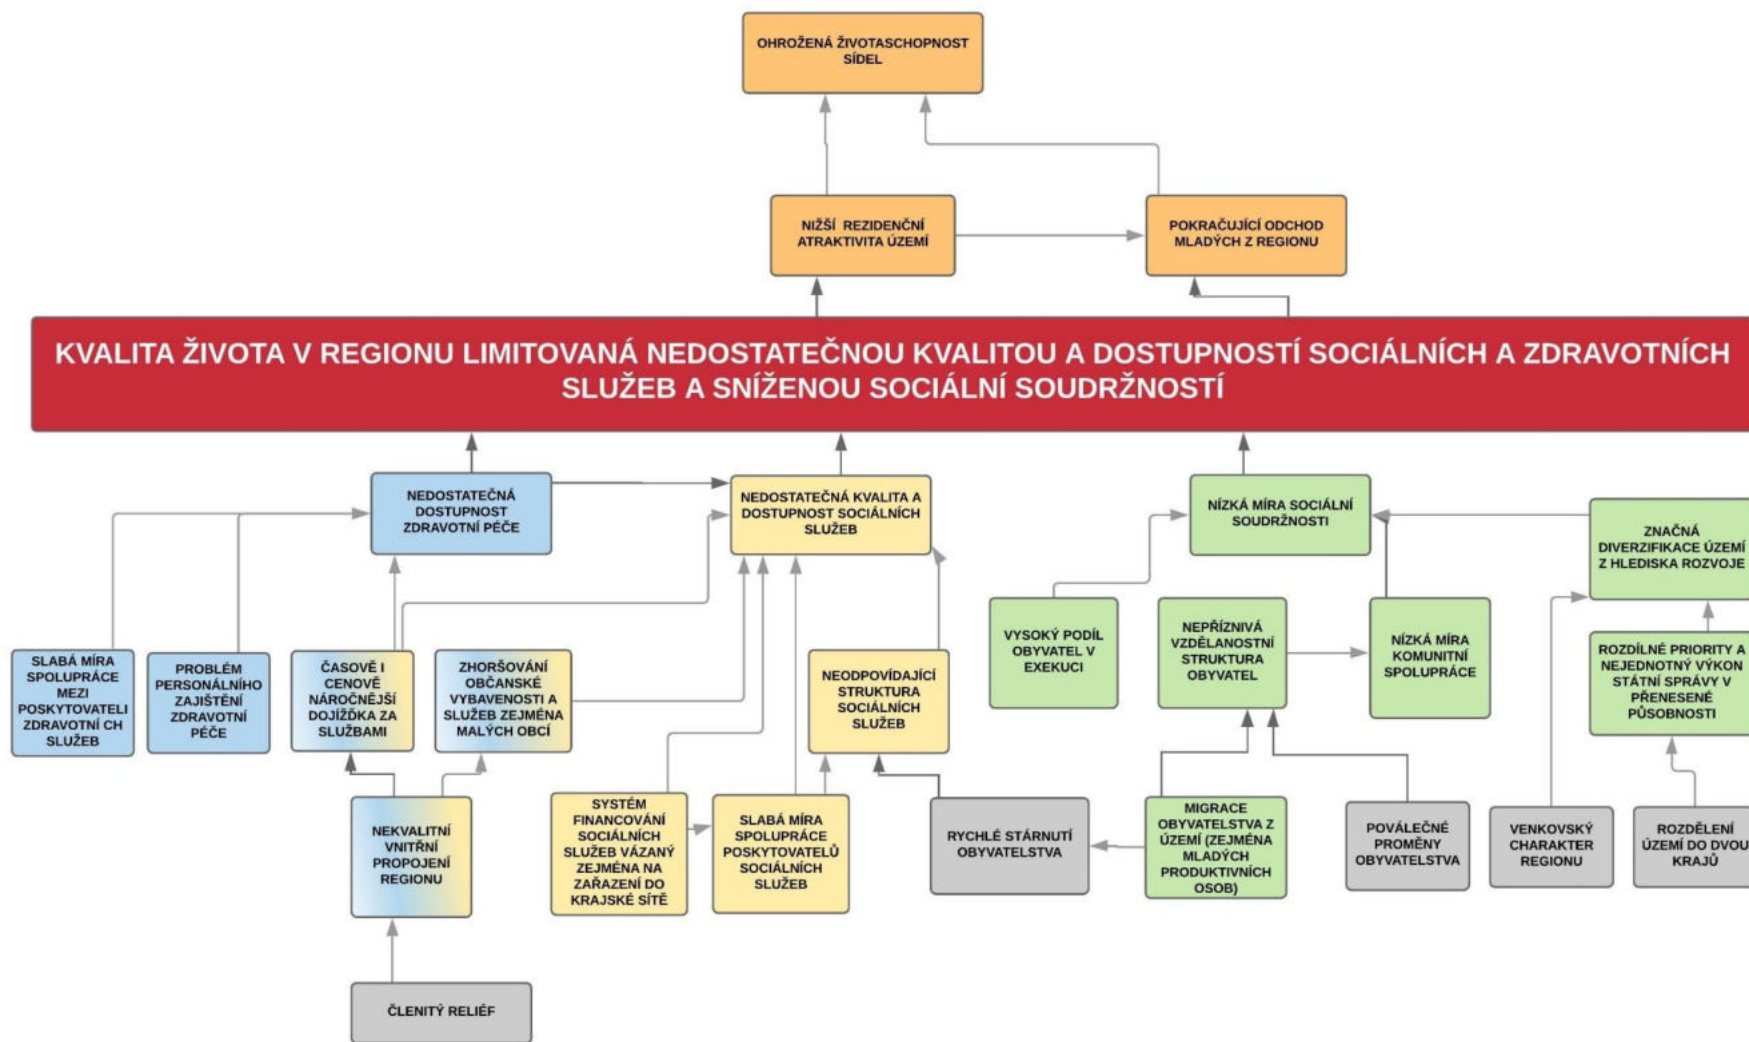 OHROŽENÁ ŽIVOTASCHOPNOST
SÍDEL
NIŽŠÍ REZIDENČNÍ
ATRAKTIVITA ÚZEMÍ
POKRAČUJÍCÍ ODCHOD
MLADÝCH Z REGIONU
KVALITA ŽIVOTA V REGIONU LIMITOVANÁ NEDOSTATEČNOU KVALITOU A DOSTUPNOSTÍ SOCIÁLNÍCH A ZDRAVOTNÍCH
SLUŽEB A SNÍŽENOU SOCIÁLNÍ SOUDRŽNOSTÍ
NEDOSTATEČNÁ
DOSTUPNOST
ZDRAVOTNÍ PÉČE
NEDOSTATEČNÁ KVALITA A
DOSTUPNOST SOCIÁLNÍCH
SLUŽEB
NÍZKÁ MÍRA SOCIÁLNÍ
SOUDRŽNOSTI
ZNAČNÁ
DIVERZIFIKACE ÚZEMÍ
Z HLEDISKA ROZVOJE
SLABÁ MÍRA
SPOLUPRÁCE
MEZI
POSKYTOVATELI
ZDRAVOTNÍ CH
SLUŽEB
PROBLÉM
PERSONÁLNÍHO
ZAJIŠTĚNÍ
ZDRAVOTNÍ
PÉČE
ČASOVĚ I
CENOVĚ
NÁROČNĚJŠÍ
DOJÍŽĎKA ZA
SLUŽBAMI
ZHORŠOVÁNÍ
OBČANSKÉ
VYBAVENOSTI A
SLUŽEB ZEJMÉNA
MALÝCH OBCÍ
NEODPOVÍDAJÍCÍ
STRUKTURA
SOCIÁLNÍCH
SLUŽEB
VYSOKÝ PODÍL
OBYVATEL V
EXEKUCI
NEPŘÍZNIVÁ
VZDĚLANOSTNÍ
STRUKTURA
OBYVATEL
NÍZKÁ MÍRA
KOMUNITNÍ
SPOLUPRÁCE
ROZDÍLNÉ PRIORITY A
NEJEDNOTNÝ VÝKON
STÁTNÍ SPRÁVY V
PŘENESENÉ
PŮSOBNOSTI
NEKVALITNÍ
VNITŘNÍ
PROPOJENÍ
REGIONU
SYSTÉM
FINANCOVÁNÍ
SOCIÁLNÍCH
SLUŽEB VÁZANÝ
ZEJMÉNA NA
ZAŘAZENÍ DO
KRAJSKÉ SÍTĚ
SLABÁ MÍRA
SPOLUPRÁCE
POSKYTOVATELŮ
SOCIÁLNÍCH
SLUŽEB
RYCHLÉ STÁRNUTÍ
OBYVATELSTVA
MIGRACE
OBYVATELSTVA Z
ÚZEMÍ (ZEJMÉNA
MLADÝCH
PRODUKTIVNÍCH
OSOB)
POVÁLEČNÉ
PROMĚNY
OBYVATELSTVA
VENKOVSKÝ
CHARAKTER
REGIONU
ROZDĚLENÍ
ÚZEMÍ DO DVOU
KRAJŮ
ČLENITÝ RELIÉF